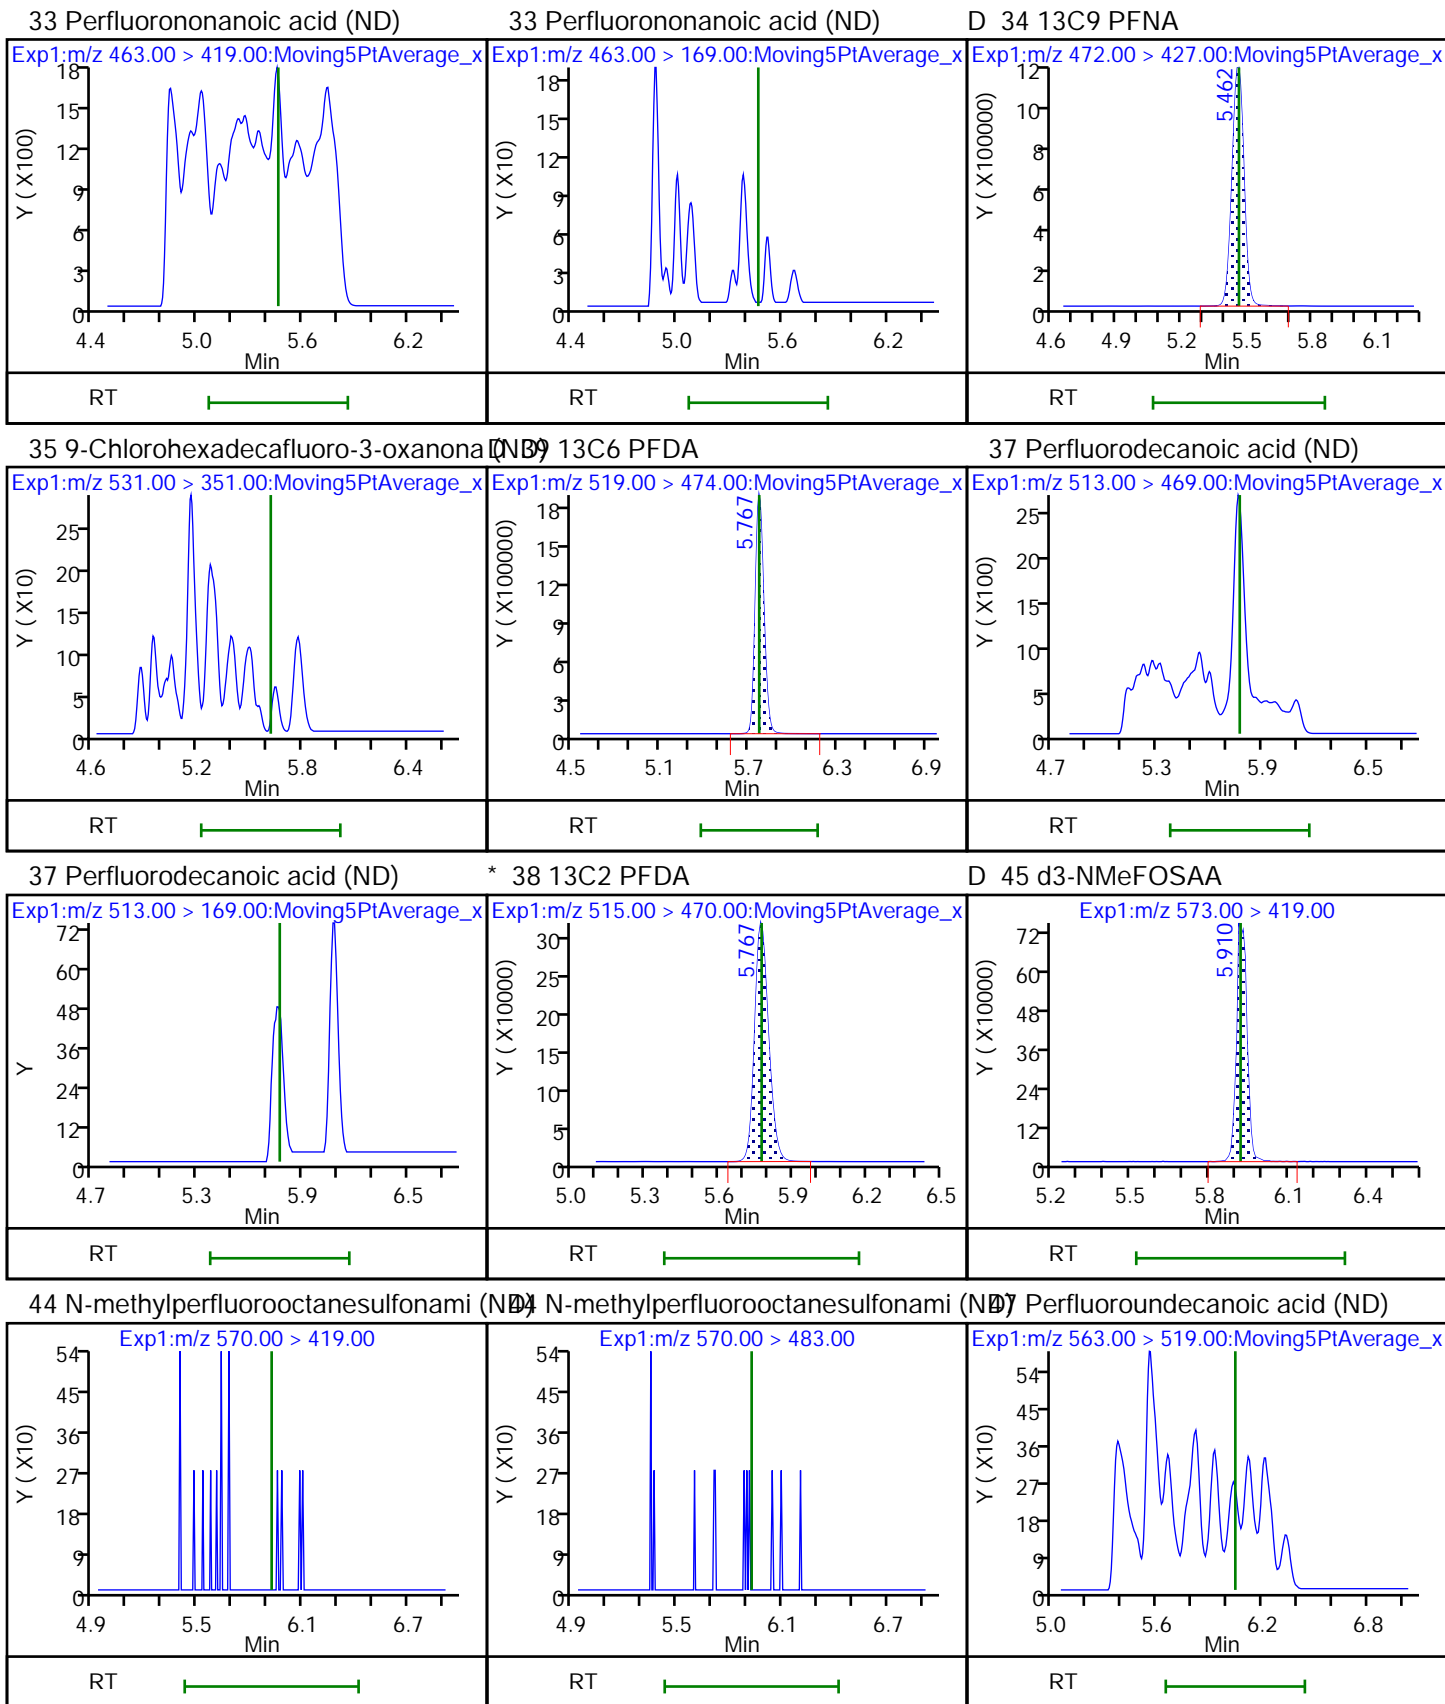 33 Perfluorononanoic acid (ND)
Exp1:m/z 463.00 > 419.00:Moving5PtAverage_x
Y ( X100)
18
15
12
9
6
3
0
4.4 5.0 5.6 6.2
Min
RT
33 Perfluorononanoic acid (ND)
Exp1:m/z 463.00 > 169.00:Moving5PtAverage_x
Y ( X10)
18
15
12
9
6
3
0
4.4 5.0 5.6 6.2
Min
RT
D 34 13C9 PFNA
Exp1:m/z 472.00 > 427.00:Moving5PtAverage_x
5.462
Y ( X100000)
12
10
8
6
4
2
0
4.6 4.9 5.2 5.5 5.8 6.1
Min
RT
35 9-Chlorohexadecafluoro-3-oxanona (ND)
Exp1:m/z 531.00 > 351.00:Moving5PtAverage_x
Y ( X10)
25
20
15
10
5
0
4.6 5.2 5.8 6.4
Min
RT
D 39 13C6 PFDA
Exp1:m/z 519.00 > 474.00:Moving5PtAverage_x
5.767
Y ( X100000)
18
15
12
9
6
3
0
4.5 5.1 5.7 6.3 6.9
Min
RT
37 Perfluorodecanoic acid (ND)
Exp1:m/z 513.00 > 469.00:Moving5PtAverage_x
Y ( X100)
25
20
15
10
5
0
4.7 5.3 5.9 6.5
Min
RT
37 Perfluorodecanoic acid (ND)
Exp1:m/z 513.00 > 169.00:Moving5PtAverage_x
Y
72
60
48
36
24
12
0
4.7 5.3 5.9 6.5
Min
RT
* 38 13C2 PFDA
Exp1:m/z 515.00 > 470.00:Moving5PtAverage_x
5.767
Y ( X10000)
30
25
20
15
10
5
0
5.0 5.3 5.6 5.9 6.2 6.5
Min
RT
D 45 d3-NMeFOSAA
Exp1:m/z 573.00 > 419.00
5.910
Y ( X10000)
72
60
48
36
24
12
0
5.2 5.5 5.8 6.1 6.4
Min
RT
44 N-methylperfluorooctanesulfonami (ND)
Exp1:m/z 570.00 > 419.00
Y ( X10)
54
45
36
27
18
9
0
4.9 5.5 6.1 6.7
Min
RT
44 N-methylperfluorooctanesulfonami (ND)
Exp1:m/z 570.00 > 483.00
Y ( X10)
54
45
36
27
18
9
0
4.9 5.5 6.1 6.7
Min
RT
47 Perfluoroundecanoic acid (ND)
Exp1:m/z 563.00 > 519.00:Moving5PtAverage_x
Y ( X10)
54
45
36
27
18
9
0
5.0 5.6 6.2 6.8
Min
RT